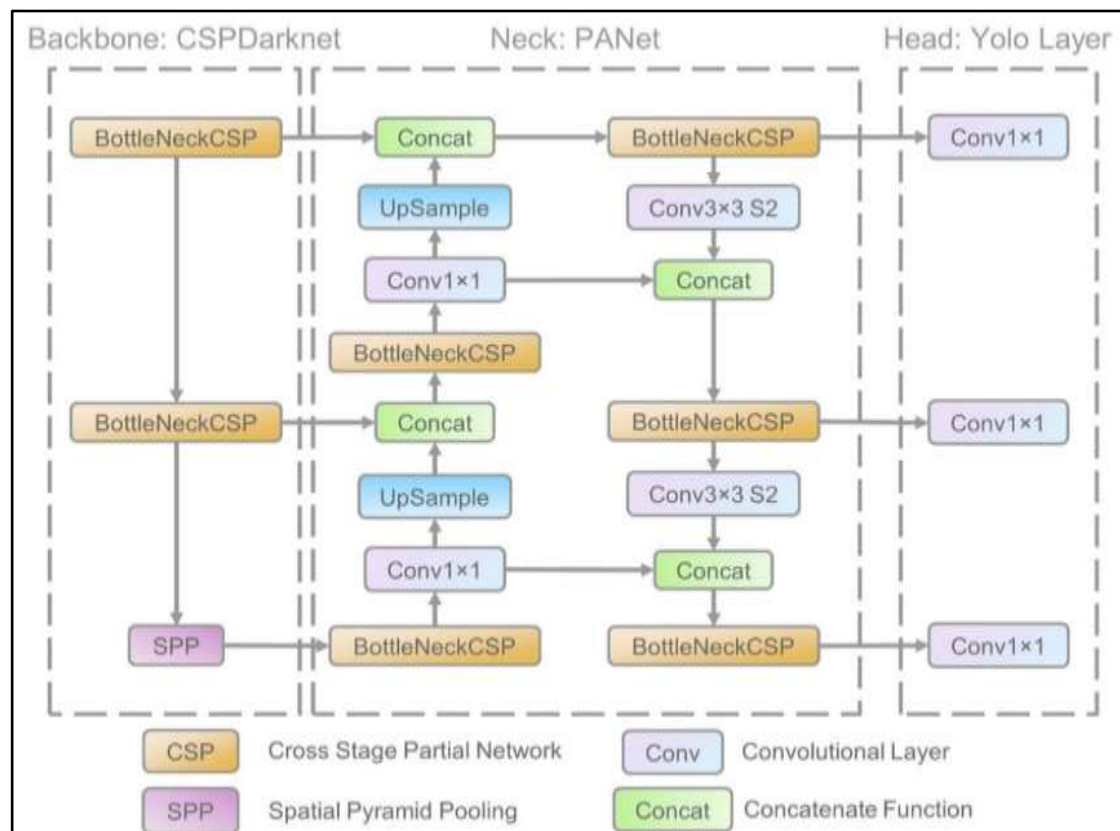 Backbone: CSPDarknet Neck: PANet Head: Yolo Layer
BottleNeckCSP Concat BottleNeckCSP Conv1×1
UpSample Conv3×3 S2
Conv1×1 Concat
BottleNeckCSP
BottleNeckCSP Concat BottleNeckCSP Conv1×1
UpSample Conv3×3 S2
Conv1×1 Concat
SPP BottleNeckCSP BottleNeckCSP Conv1×1
CSP Cross Stage Partial Network Conv Convolutional Layer
SPP Spatial Pyramid Pooling Concat Concatenate Function